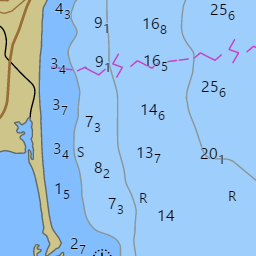 4₃ 9₁ 16₈ 25₆
3₄ 9₁ 16₅
25₆
3₇ 7₃ 14₆
3₄ S 8₂ 13₇ 20₁
1₅ 7₃ R R
14
2₇